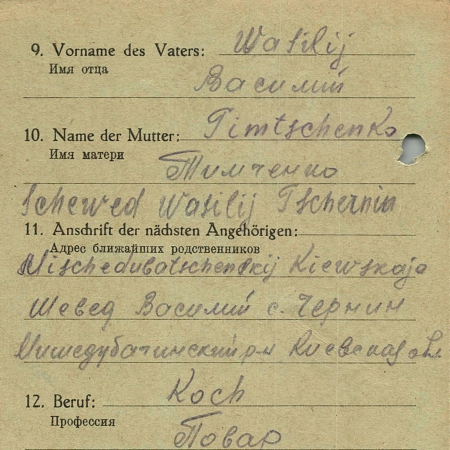 9. Vorname des Vaters: Wasilij
Имя отца
Василий
10. Name der Mutter: Timtschenko
Имя матери
Тимченко
Schewed Wasilij Tschernin
11. Anschrift der nächsten Angehörigen:
Адрес ближайших родственников
Kiewskaja
Шевед Василий с. Чернин
р-н Киевская обл
12. Beruf: Koch
Профессия
Повар